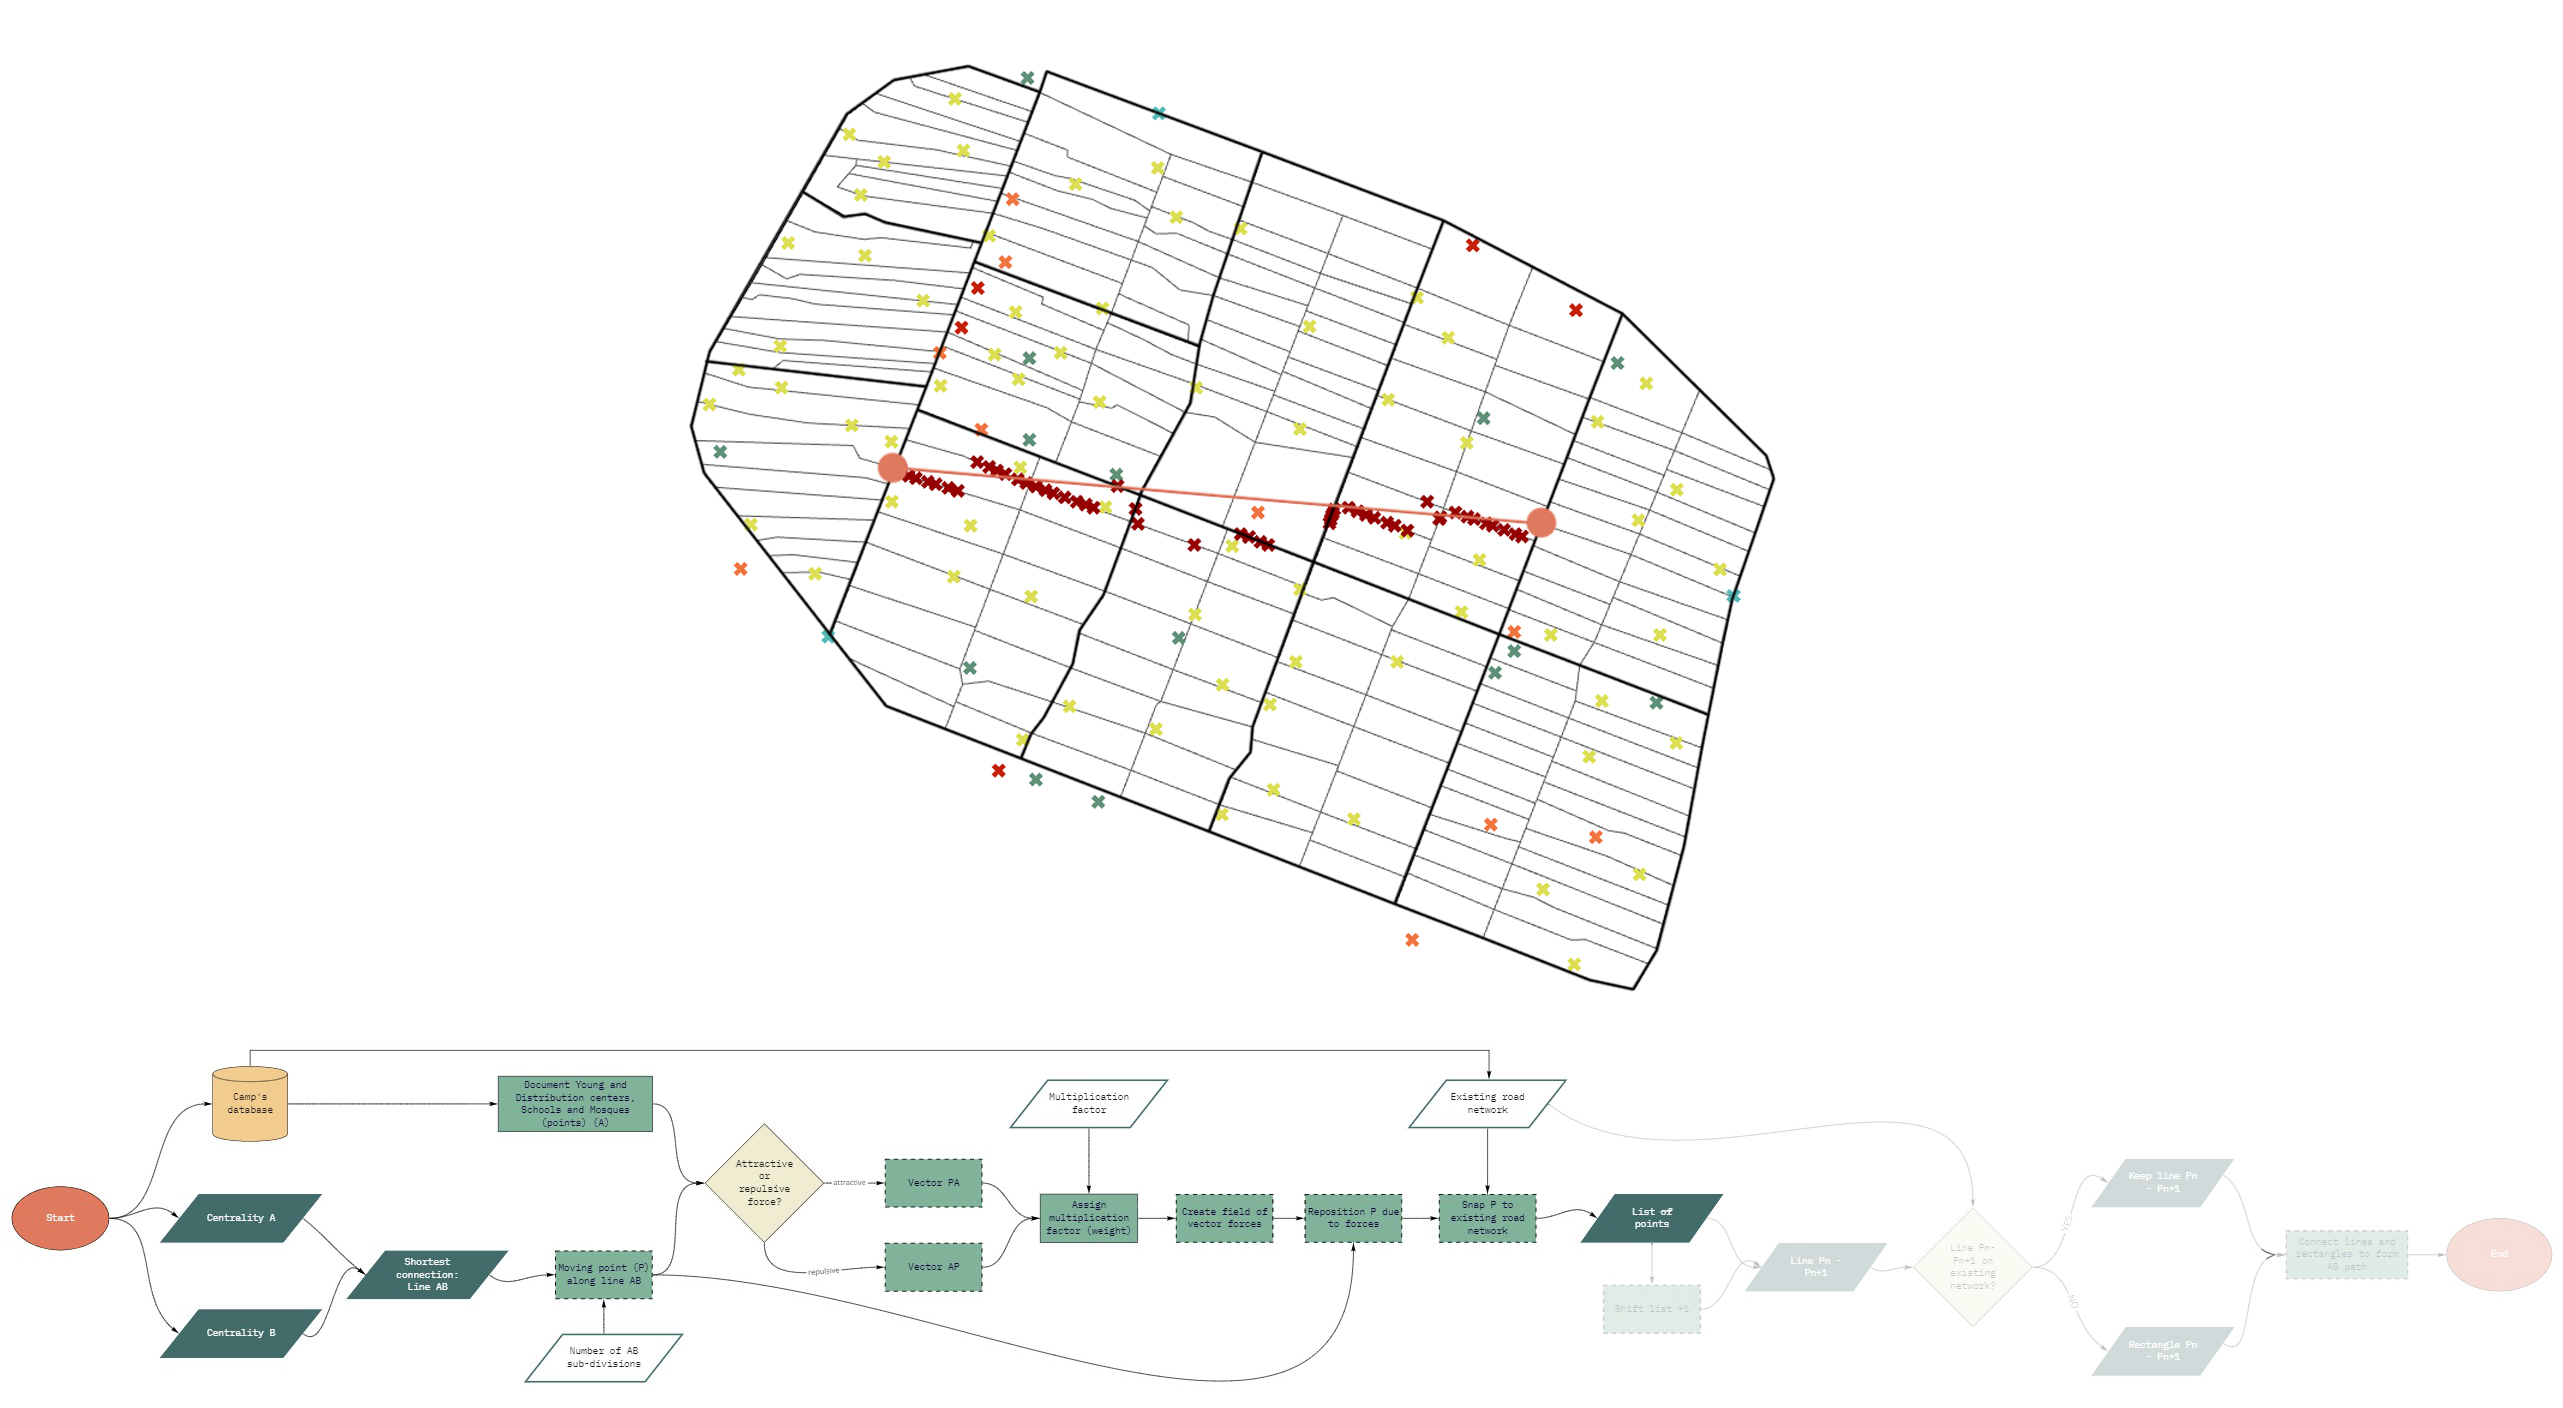 Camp's
database
Document Young and
Distribution centers,
Schools and Mosques
(points) (A)
Start
Centrality A
Centrality B
Shortest
connection:
Line AB
Moving point (P)
along line AB
Number of AB
sub-divisions
Attractive
or
repulsive
force?
attractive
repulsive
Vector PA
Vector AP
Multiplication
factor
Assign
multiplication
factor (weight)
Create field of
vector forces
Reposition P due
to forces
Existing road
network
Snap P to
existing road
network
List of
points
Shift list +1
Line Pn -
Pn+1
Line Pn-
Pn+1 on
existing
network?
YES
NO
Keep line Pn
- Pn+1
Rectangle Pn
- Pn+1
Connect lines and
rectangles to form
AB path
End